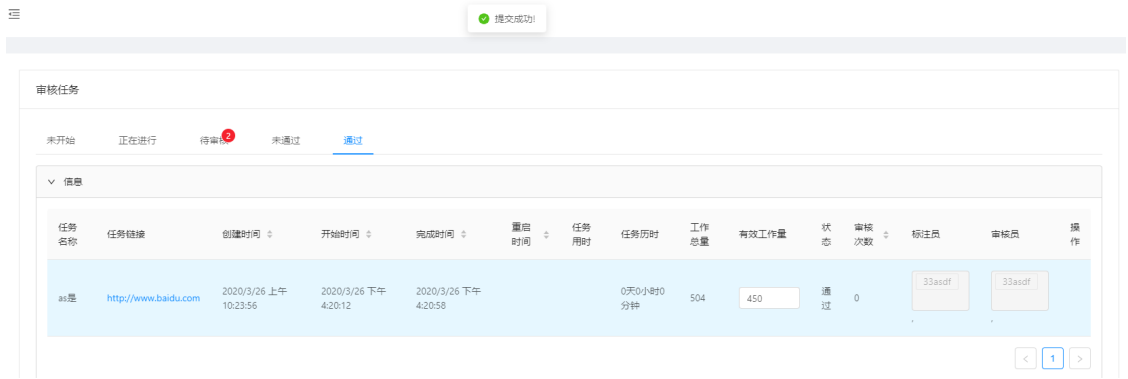 提交成功!
审核任务
未开始 正在进行 待审 2 未通过 通过
信息
任务名称 任务链接 创建时间 开始时间 完成时间 重启时间 任务用时 任务历时 工作总量 有效工作量 状态 审核次数 标注员 审核员 操作
as是 http://www.baidu.com 2020/3/26 上午 10:23:56 2020/3/26 下午 4:20:12 2020/3/26 下午 4:20:58 0天0小时0分钟 504 450 通过 0 33asdf , 33asdf ,
< 1 >